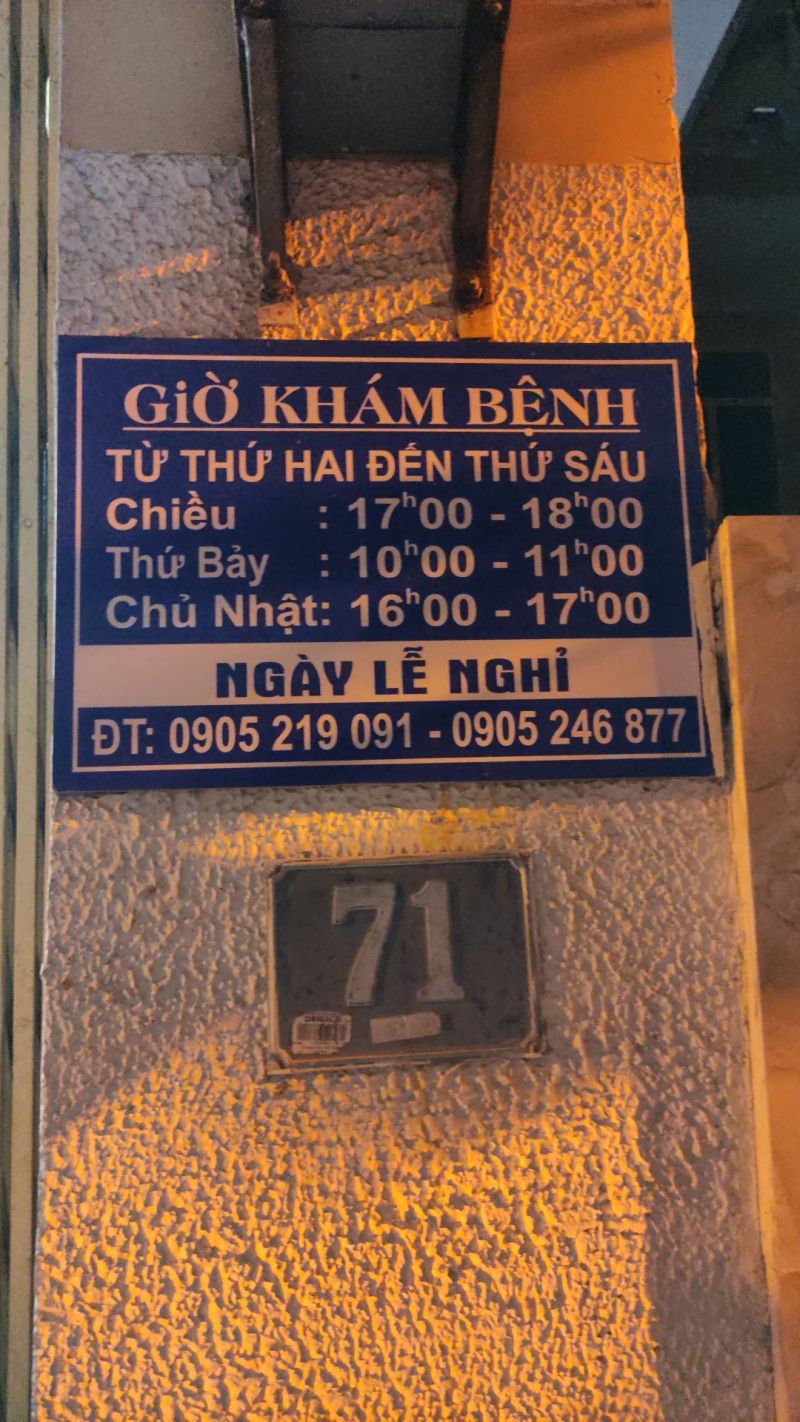 GiỜ KHÁM BỆNH
TỪ THỨ HAI ĐẾN THỨ SÁU
Chiều : 17h00 - 18h00
Thứ Bảy : 10h00 - 11h00
Chủ Nhật: 16h00 - 17h00
NGÀY LỄ NGHỈ
ĐT: 0905 219 091 - 0905 246 877
71